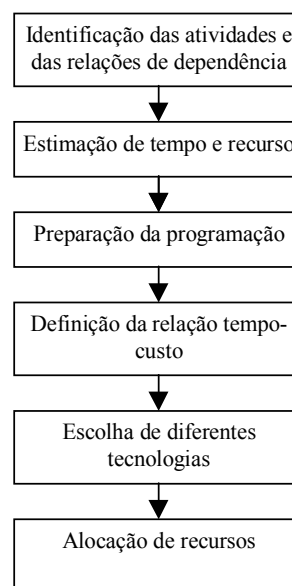 Identificação das atividades e
das relações de dependência
Estimação de tempo e recurso
Preparação da programação
Definição da relação tempo-
custo
Escolha de diferentes
tecnologias
Alocação de recursos